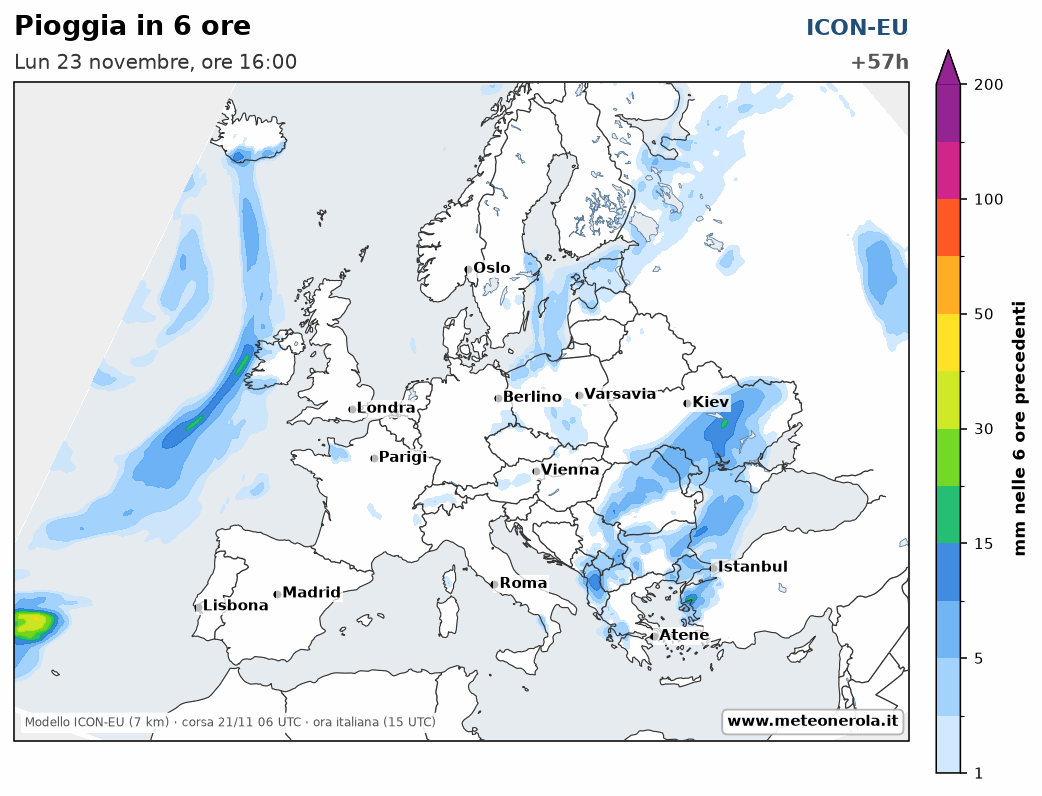 Pioggia in 6 ore
ICON-EU
Lun 23 novembre, ore 16:00
+57h
200
100
50
30
15
5
1
mm nelle 6 ore precedenti
Oslo
Berlino
Varsavia
Kiev
Londra
Parigi
Vienna
Istanbul
Roma
Madrid
Lisbona
Atene
Modello ICON-EU (7 km) · corsa 21/11 06 UTC · ora italiana (15 UTC)
www.meteonerola.it